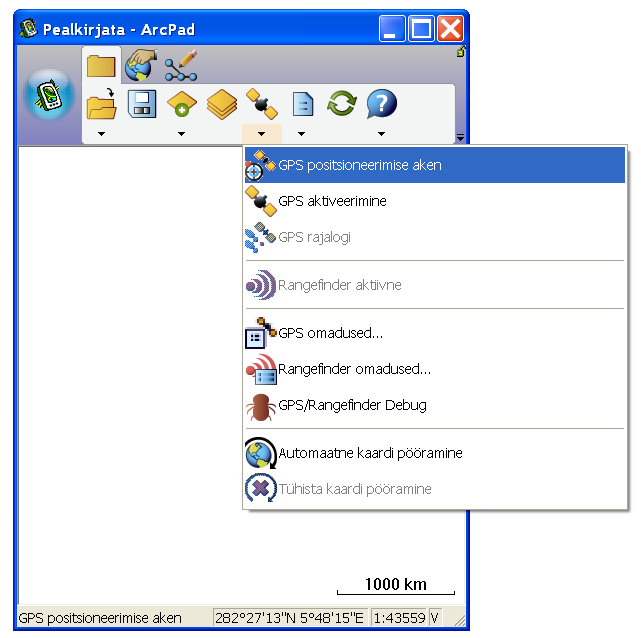 Pealkirjata - ArcPad
GPS positsioneerimise aken
GPS aktiveerimine
GPS rajalogi
Rangefinder aktiivne
GPS omadused...
Rangefinder omadused...
GPS/Rangefinder Debug
Automaatne kaardi pööramine
Tühista kaardi pööramine
1000 km
GPS positsioneerimise aken 282°27'13"N 5°48'15"E 1:43559 V